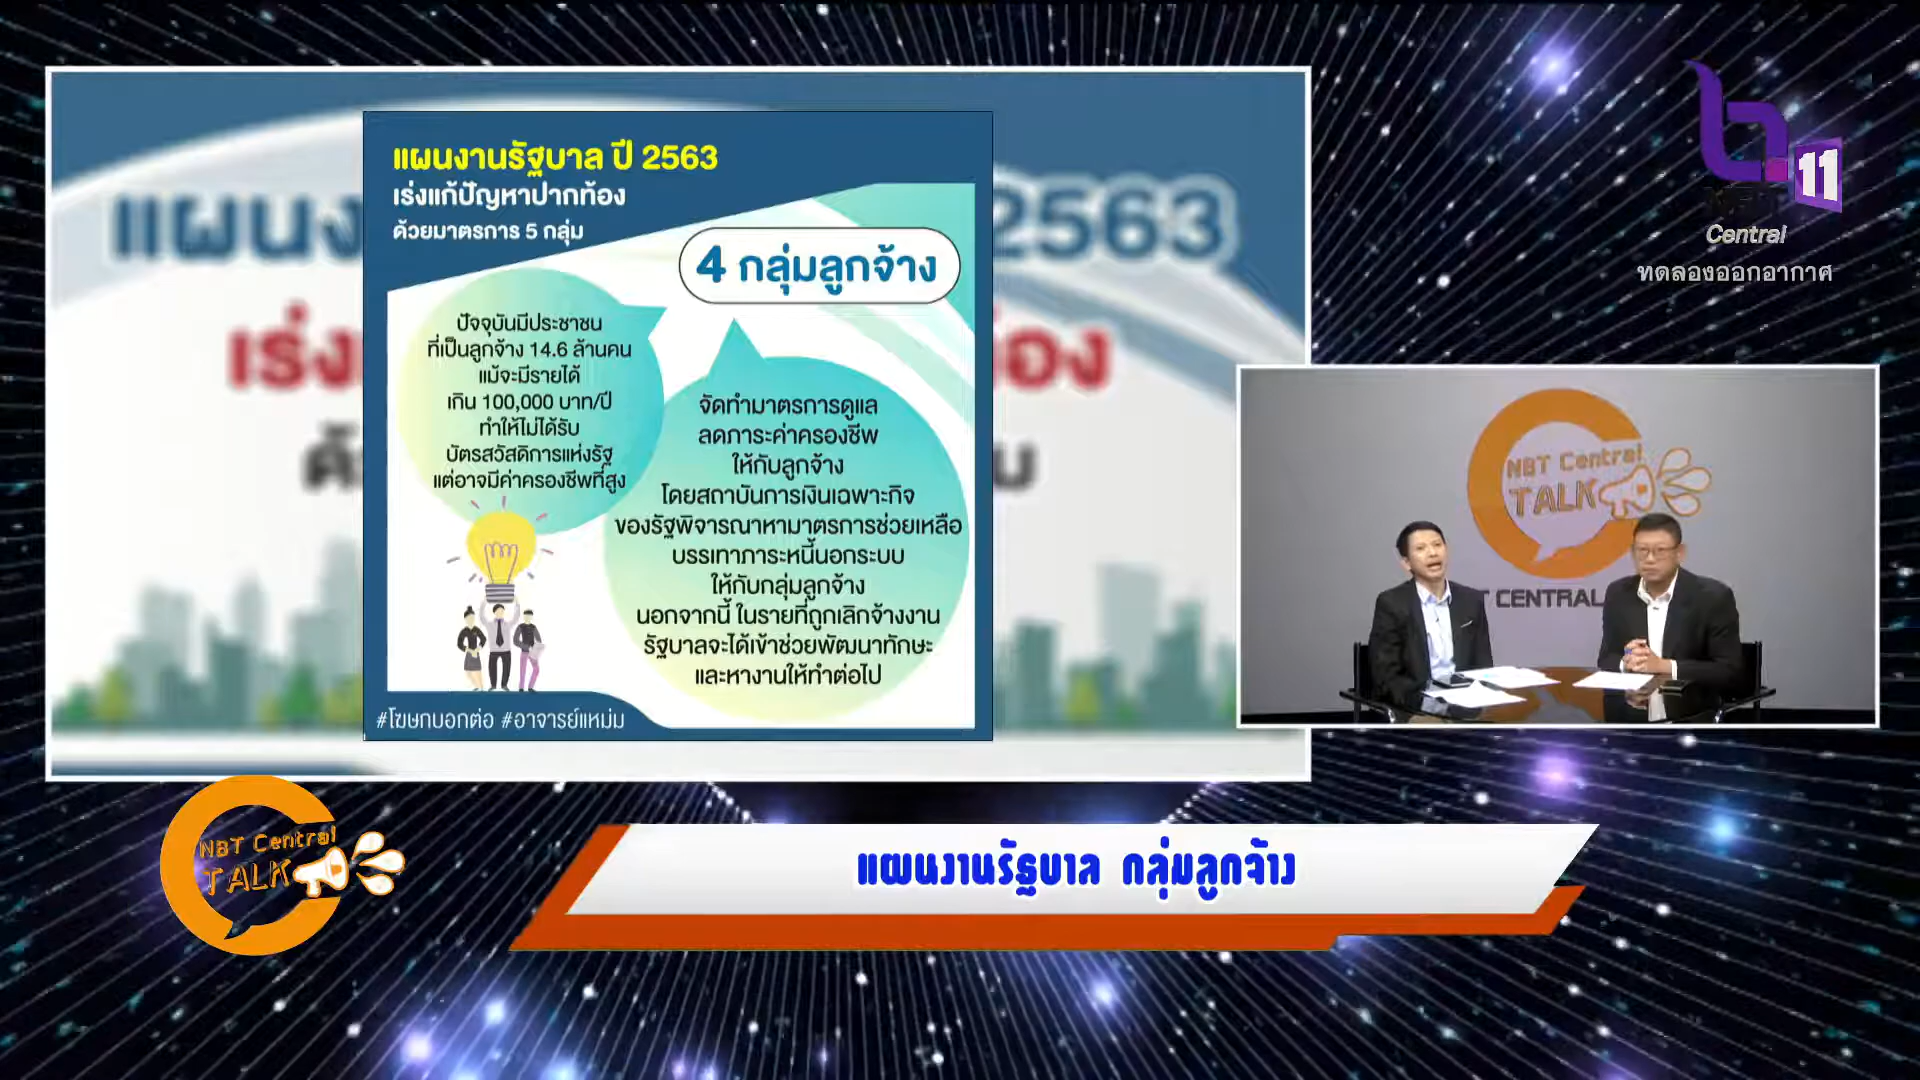 แผนงานรัฐบาล ปี 2563
เร่งแก้ปัญหาปากท้อง
ด้วยมาตรการ 5 กลุ่ม
4 กลุ่มลูกจ้าง
ปัจจุบันมีประชาชน
ที่เป็นลูกจ้าง 14.6 ล้านคน
แม้จะมีรายได้
เกิน 100,000 บาท/ปี
ทำให้ไม่ได้รับ
บัตรสวัสดิการแห่งรัฐ
แต่อาจมีค่าครองชีพที่สูง
จัดทำมาตรการดูแล
ลดภาระค่าครองชีพ
ให้กับลูกจ้าง
โดยสถาบันการเงินเฉพาะกิจ
ของรัฐพิจารณาหามาตรการช่วยเหลือ
บรรเทาภาระหนี้นอกระบบ
ให้กับกลุ่มลูกจ้าง
นอกจากนี้ ในรายที่ถูกเลิกจ้างงาน
รัฐบาลจะได้เข้าช่วยพัฒนาทักษะ
และหางานให้ทำต่อไป
#โฆษกบอกต่อ #อาจารย์แหม่ม
แผน 2563
เร่ง ท้อง
11
Central
ทดลองออกอากาศ
NBT Central
TALK
T CENTRAL
NBT Central
TALK
แผนงานรัฐบาล กลุ่มลูกจ้าง